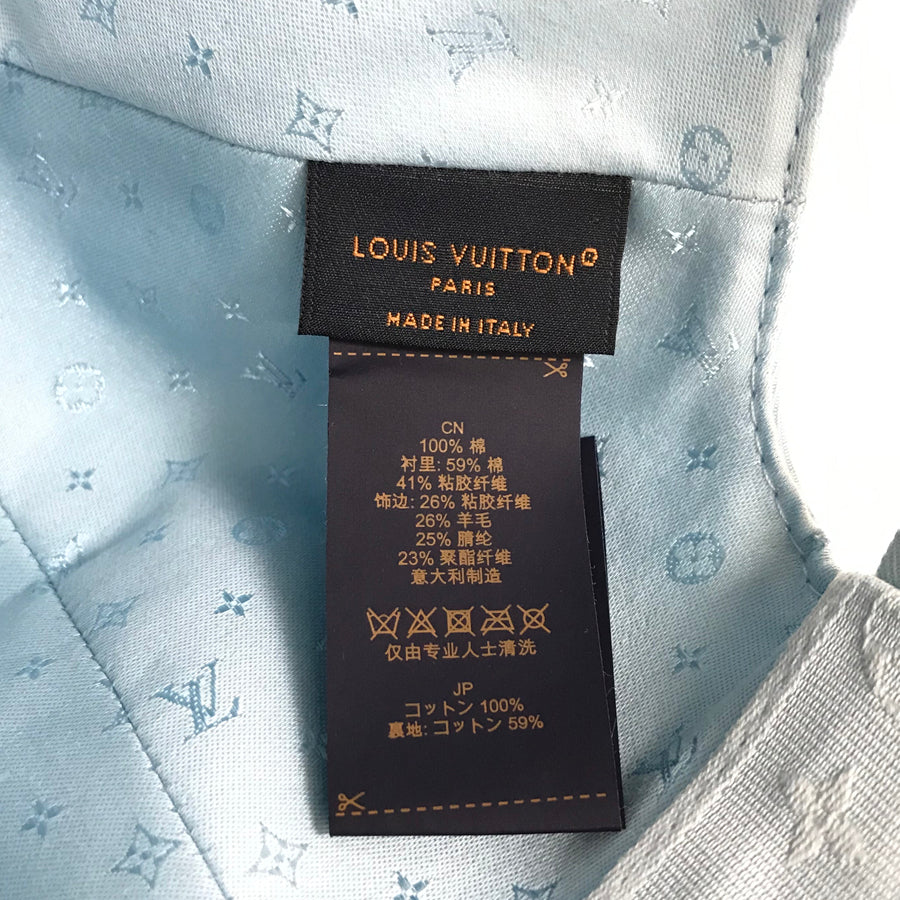 LOUIS VUITTON
PARIS
MADE IN ITALY
CN
100% 棉
衬里: 59% 棉
41% 粘胶纤维
饰边: 26% 粘胶纤维
26% 羊毛
25% 腈纶
23% 聚酯纤维
意大利制造
仅由专业人士清洗
JP
コットン 100%
裏地: コットン 59%